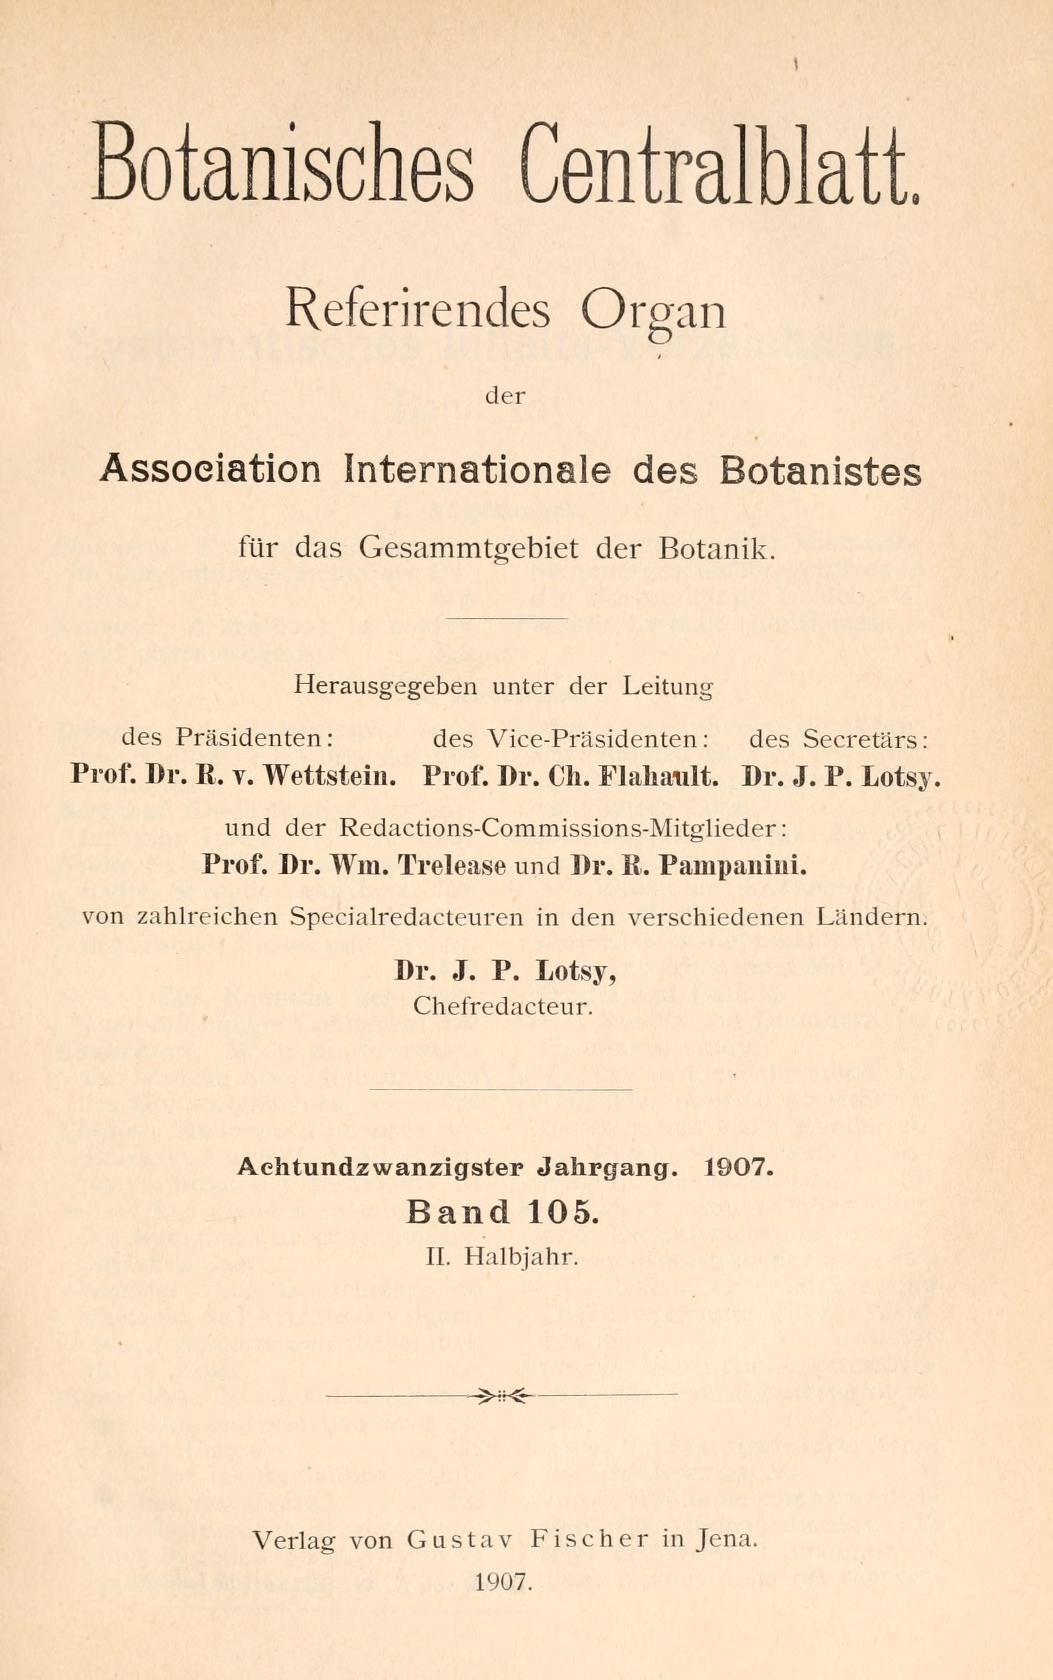 Botanisches Centralblatt.
Referirendes Organ
der
Association Internationale des Botanistes
für das Gesammtgebiet der Botanik.
Herausgegeben unter der Leitung
des Präsidenten: des Vice-Präsidenten: des Secretärs:
Prof. Dr. R. v. Wettstein. Prof. Dr. Ch. Flahault. Dr. J. P. Lotsy.
und der Redactions-Commissions-Mitglieder:
Prof. Dr. Wm. Trelease und Dr. R. Pampanini.
von zahlreichen Specialredacteuren in den verschiedenen Ländern.
Dr. J. P. Lotsy,
Chefredacteur.
Achtundzwanzigster Jahrgang. 1907.
Band 105.
II. Halbjahr.
Verlag von Gustav Fischer in Jena.
1907.